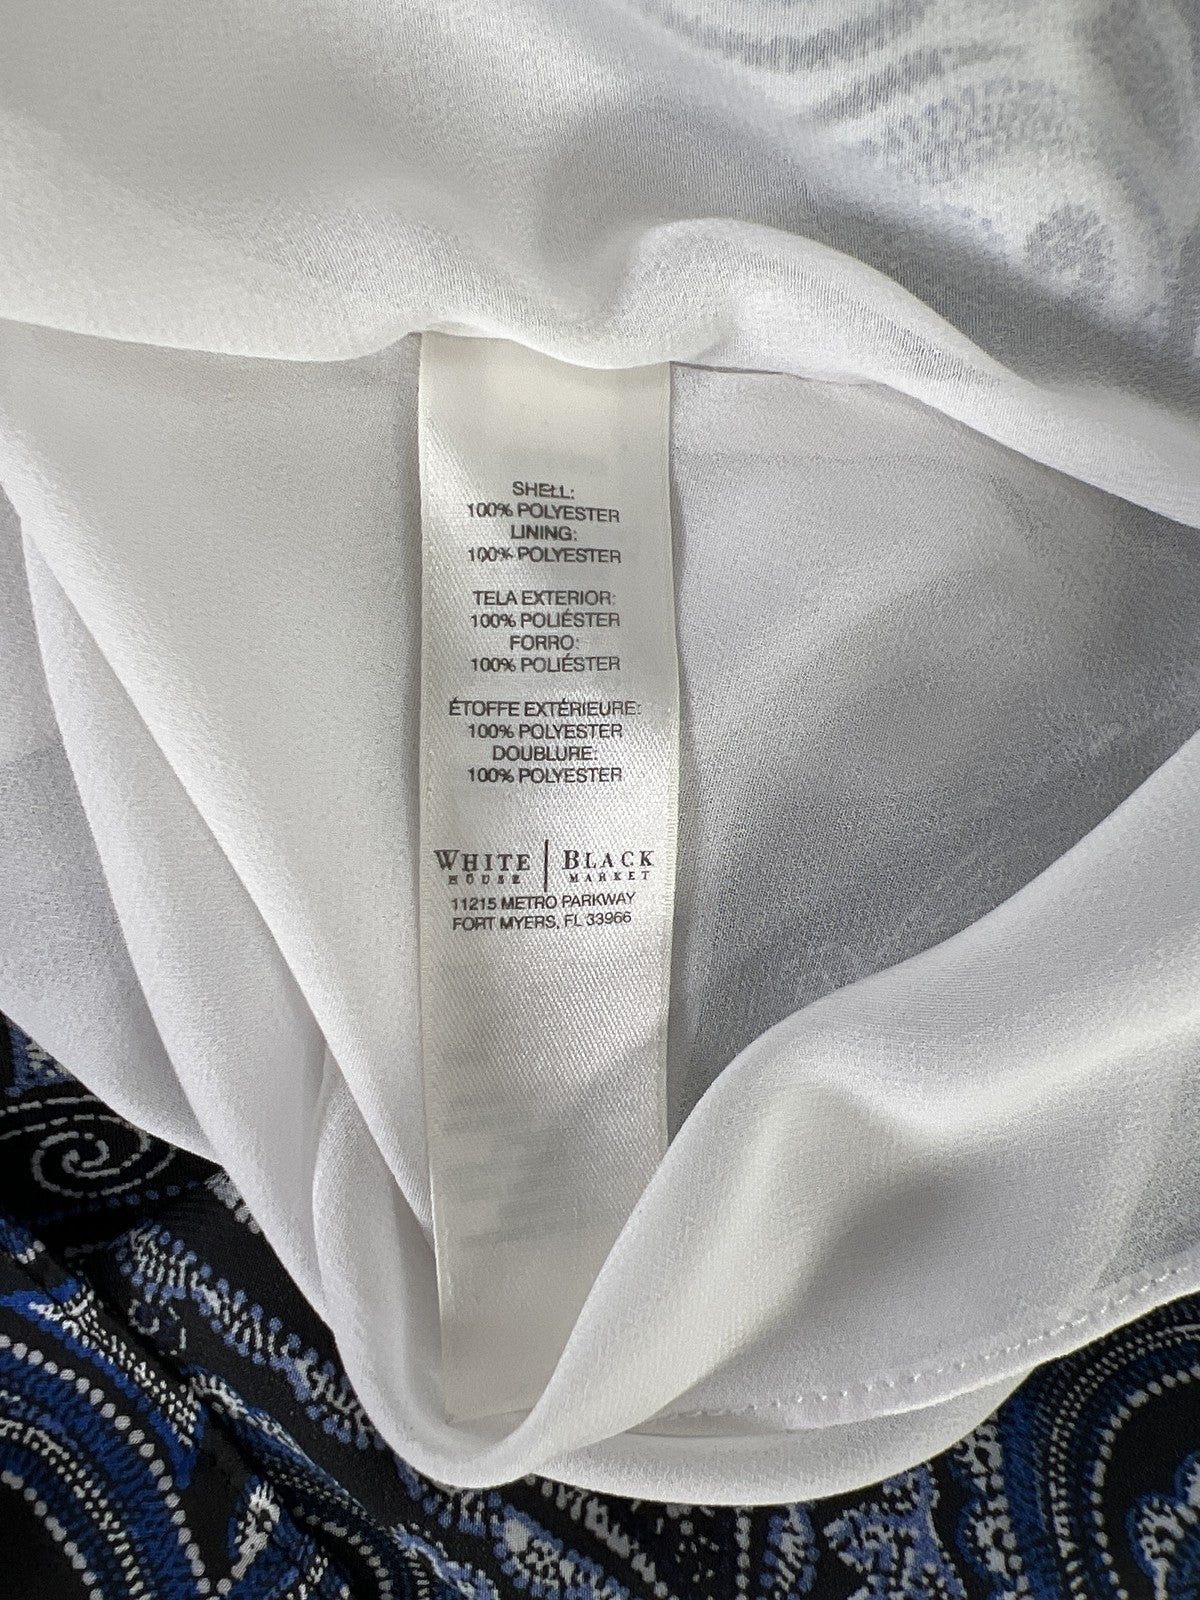 SHELL:
100% POLYESTER
LINING:
100% POLYESTER
TELA EXTERIOR:
100% POLIÉSTER
FORRO:
100% POLIÉSTER
ÉTOFFE EXTÉRIEURE:
100% POLYESTER
DOUBLURE:
100% POLYESTER
WHITE HOUSE | BLACK MARKET
11215 METRO PARKWAY
FORT MYERS, FL 33966